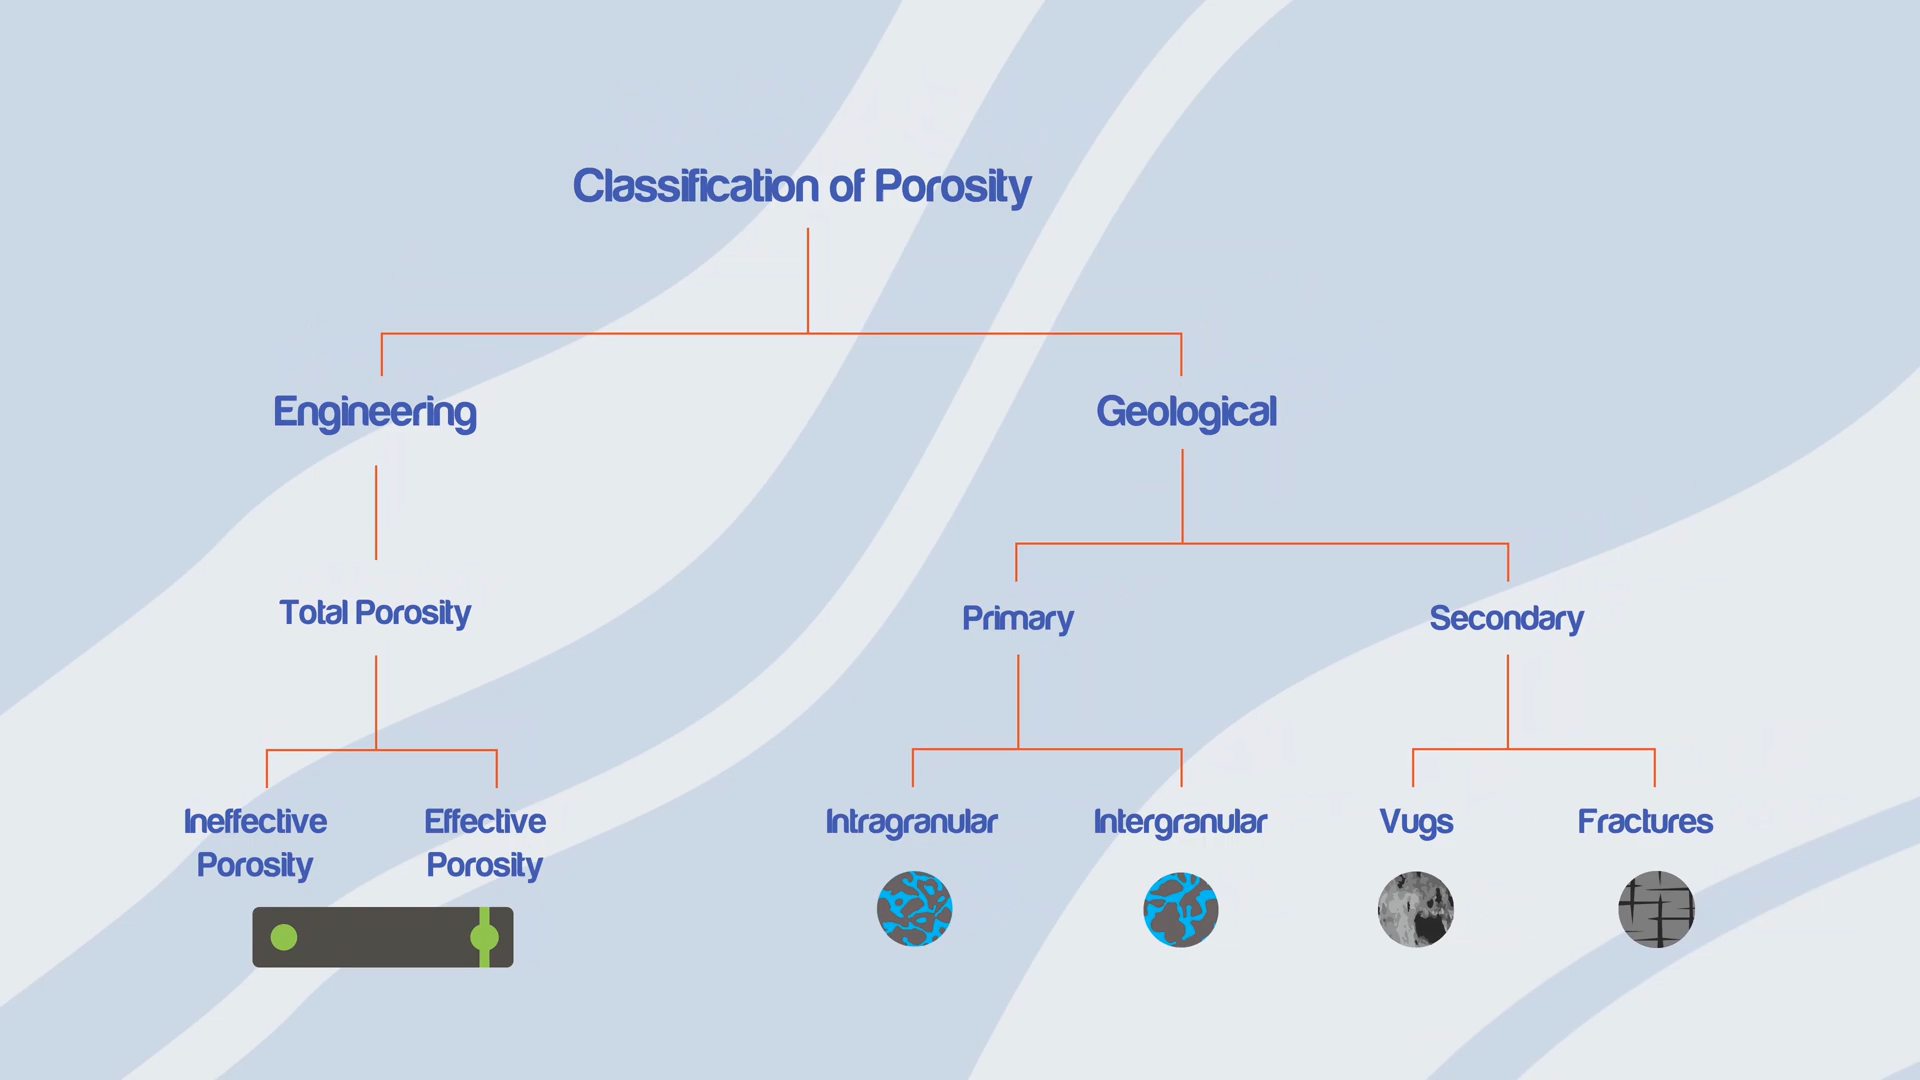 Classification of Porosity
Engineering
Geological
Total Porosity
Primary
Secondary
Ineffective
Porosity
Effective
Porosity
Intragranular
Intergranular
Vugs
Fractures